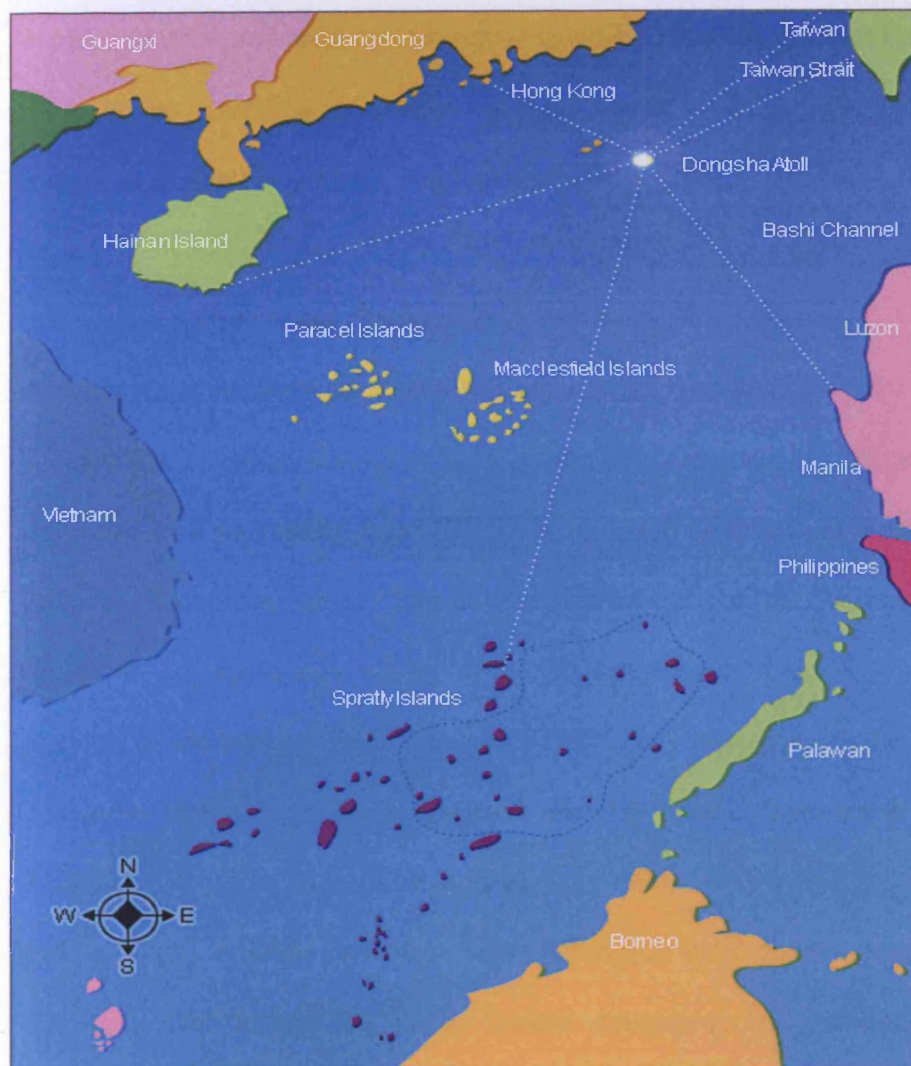 Guangxi
Guangdong
Taiwan
Taiwan Strait
Hong Kong
Dongsha Atoll
Hainan Island
Bashi Channel
Paracel Islands
Luzon
Macclesfield Islands
Manila
Vietnam
Philippines
Spratly Islands
Palawan
N
W
E
S
Borneo